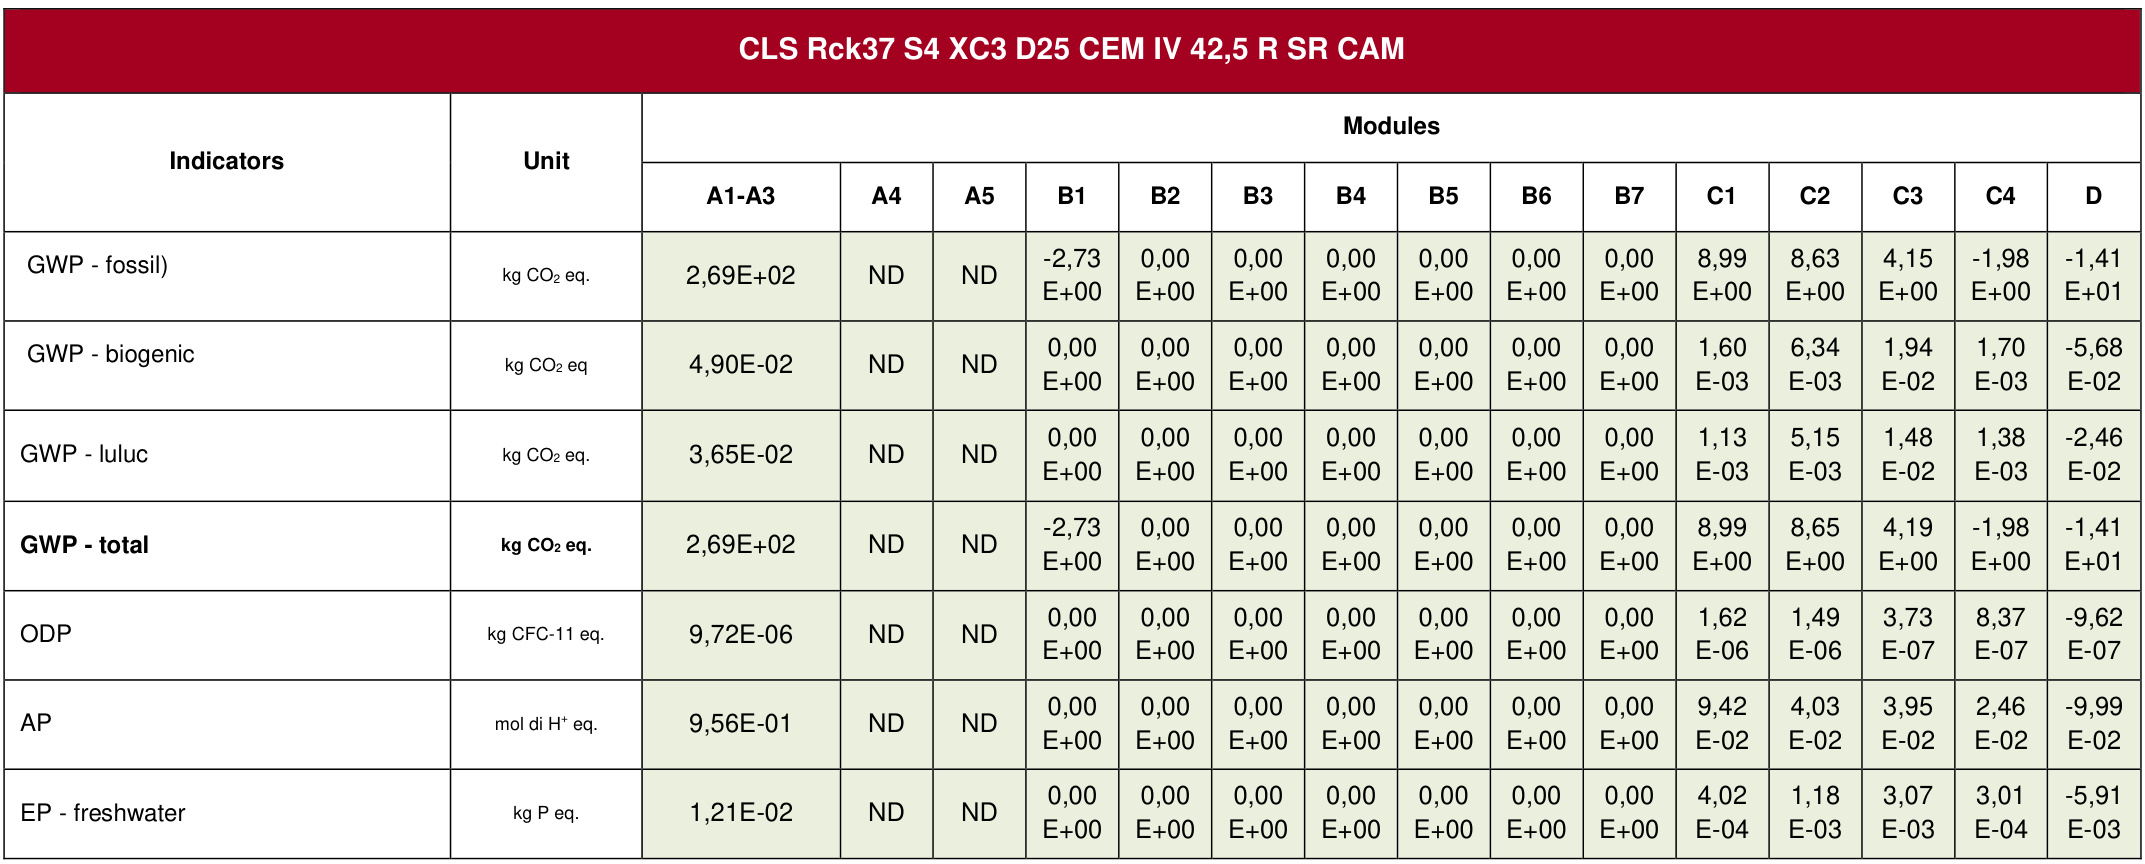 CLS Rck37 S4 XC3 D25 CEM IV 42,5 R SR CAM
Indicators Unit Modules
A1-A3 A4 A5 B1 B2 B3 B4 B5 B6 B7 C1 C2 C3 C4 D
GWP - fossil) kg CO₂ eq. 2,69E+02 ND ND -2,73 E+00 0,00 E+00 0,00 E+00 0,00 E+00 0,00 E+00 0,00 E+00 0,00 E+00 8,99 E+00 8,63 E+00 4,15 E+00 -1,98 E+00 -1,41 E+01
GWP - biogenic kg CO₂ eq 4,90E-02 ND ND 0,00 E+00 0,00 E+00 0,00 E+00 0,00 E+00 0,00 E+00 0,00 E+00 0,00 E+00 1,60 E-03 6,34 E-03 1,94 E-02 1,70 E-03 -5,68 E-02
GWP - luluc kg CO₂ eq. 3,65E-02 ND ND 0,00 E+00 0,00 E+00 0,00 E+00 0,00 E+00 0,00 E+00 0,00 E+00 0,00 E+00 1,13 E-03 5,15 E-03 1,48 E-02 1,38 E-03 -2,46 E-02
GWP - total kg CO₂ eq. 2,69E+02 ND ND -2,73 E+00 0,00 E+00 0,00 E+00 0,00 E+00 0,00 E+00 0,00 E+00 0,00 E+00 8,99 E+00 8,65 E+00 4,19 E+00 -1,98 E+00 -1,41 E+01
ODP kg CFC-11 eq. 9,72E-06 ND ND 0,00 E+00 0,00 E+00 0,00 E+00 0,00 E+00 0,00 E+00 0,00 E+00 0,00 E+00 1,62 E-06 1,49 E-06 3,73 E-07 8,37 E-07 -9,62 E-07
AP mol di H⁺ eq. 9,56E-01 ND ND 0,00 E+00 0,00 E+00 0,00 E+00 0,00 E+00 0,00 E+00 0,00 E+00 0,00 E+00 9,42 E-02 4,03 E-02 3,95 E-02 2,46 E-02 -9,99 E-02
EP - freshwater kg P eq. 1,21E-02 ND ND 0,00 E+00 0,00 E+00 0,00 E+00 0,00 E+00 0,00 E+00 0,00 E+00 0,00 E+00 4,02 E-04 1,18 E-03 3,07 E-03 3,01 E-04 -5,91 E-03